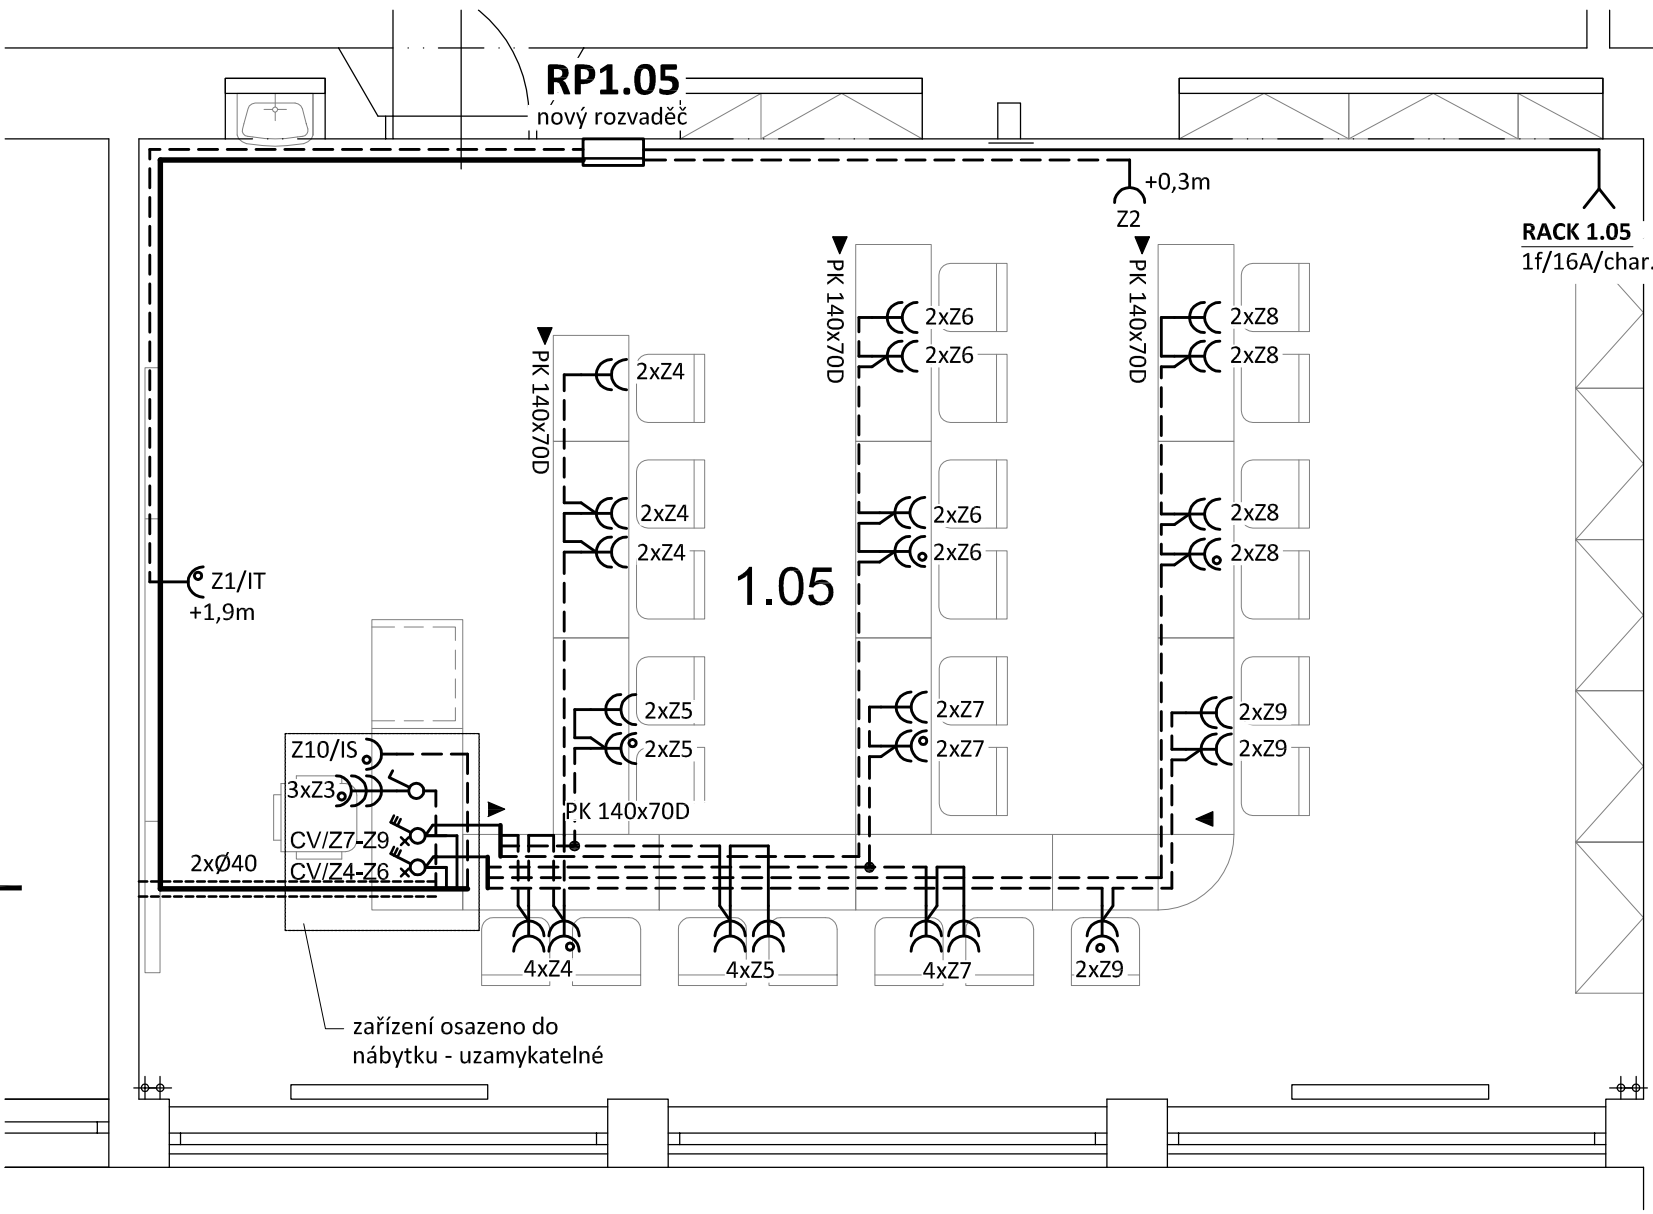 RP1.05
nový rozvaděč
+0,3m
Z2
RACK 1.05
1f/16A/char.
PK 140x70D
PK 140x70D
PK 140x70D
2xZ6
2xZ8
2xZ6
2xZ8
2xZ4
2xZ4
2xZ6
2xZ8
2xZ4
2xZ6
2xZ8
1.05
Z1/IT
+1,9m
2xZ5
2xZ7
2xZ9
2xZ5
2xZ7
2xZ9
Z10/IS
3xZ3
PK 140x70D
CV/Z7-Z9
2xØ40
CV/Z4-Z6
4xZ4
4xZ5
4xZ7
2xZ9
zařízení osazeno do
nábytku - uzamykatelné